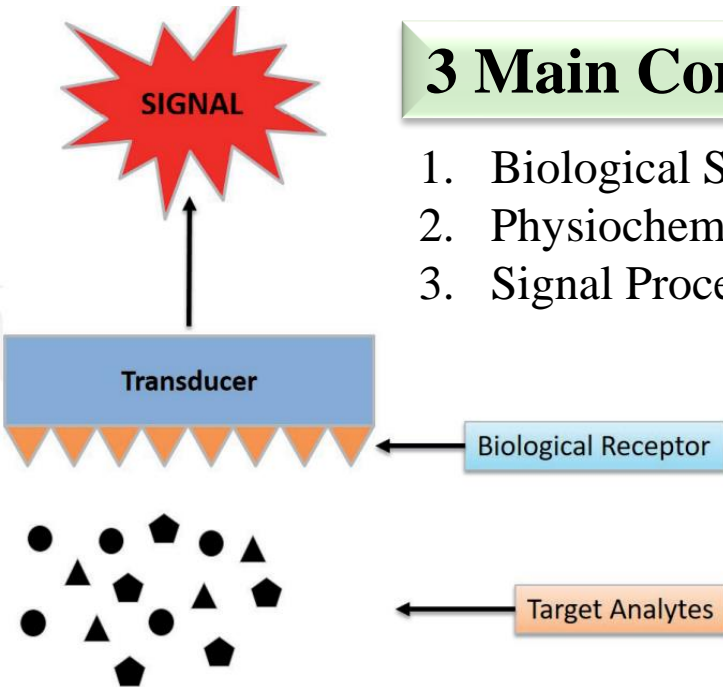 SIGNAL
3 Main Co
1. Biological S
2. Physiochem
3. Signal Proce
Transducer
Biological Receptor
Target Analytes